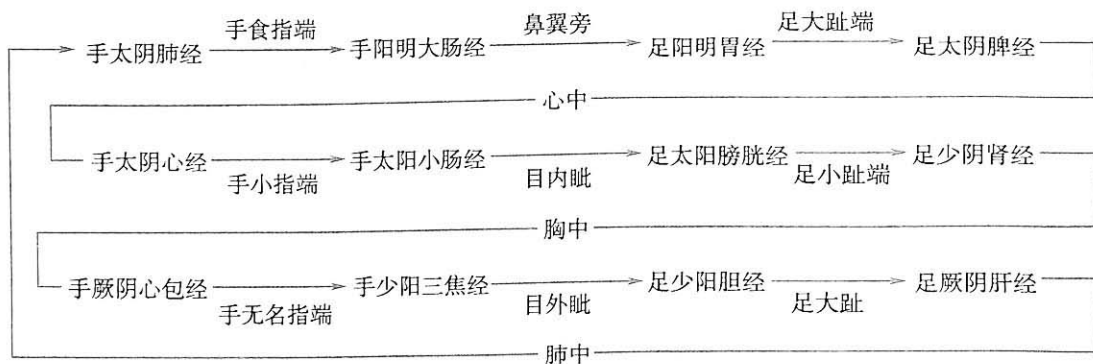 手食指端 鼻翼旁 足大趾端
手太阴肺经 手阳明大肠经 足阳明胃经 足太阴脾经
心中
手太阴心经 手太阳小肠经 足太阳膀胱经 足少阴肾经
手小指端 目内眦 足小趾端
胸中
手厥阴心包经 手少阳三焦经 足少阳胆经 足厥阴肝经
手无名指端 目外眦 足大趾
肺中